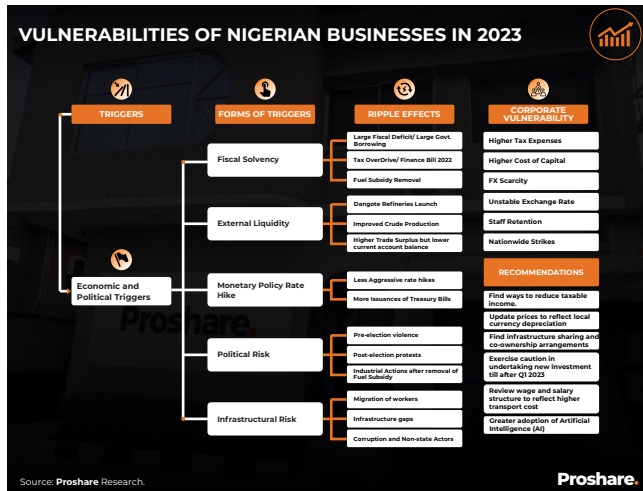 VULNERABILITIES OF NIGERIAN BUSINESSES IN 2023
TRIGGERS
FORMS OF TRIGGERS
RIPPLE EFFECTS
CORPORATE
VULNERABILITY
Economic and
Political Triggers
Fiscal Solvency
External Liquidity
Monetary Policy Rate
Hike
Political Risk
Infrastructural Risk
Large Fiscal Deficit/ Large Govt.
Borrowing
Tax OverDrive/ Finance Bill 2022
Fuel Subsidy Removal
Dangote Refineries Launch
Improved Crude Production
Higher Trade Surplus but lower
current account balance
Less Aggressive rate hikes
More Issuances of Treasury Bills
Pre-election violence
Post-election protests
Industrial Actions after removal of
Fuel Subsidy
Migration of workers
Infrastructure gaps
Corruption and Non-state Actors
Higher Tax Expenses
Higher Cost of Capital
FX Scarcity
Unstable Exchange Rate
Staff Retention
Nationwide Strikes
RECOMMENDATIONS
Find ways to reduce taxable
income.
Update prices to reflect local
currency depreciation
Find infrastructure sharing and
co-ownership arrangements
Exercise caution in
undertaking new investment
till after Q1 2023
Review wage and salary
structure to reflect higher
transport cost
Greater adoption of Artificial
Intelligence (AI)
Proshare.
Source: Proshare Research.
Proshare.